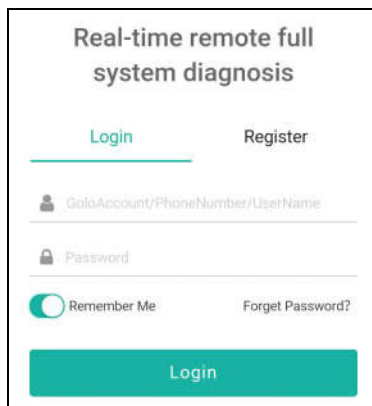 Real-time remote full
system diagnosis
Login Register
GoloAccount/PhoneNumber/UserName
Password
Remember Me Forget Password?
Login